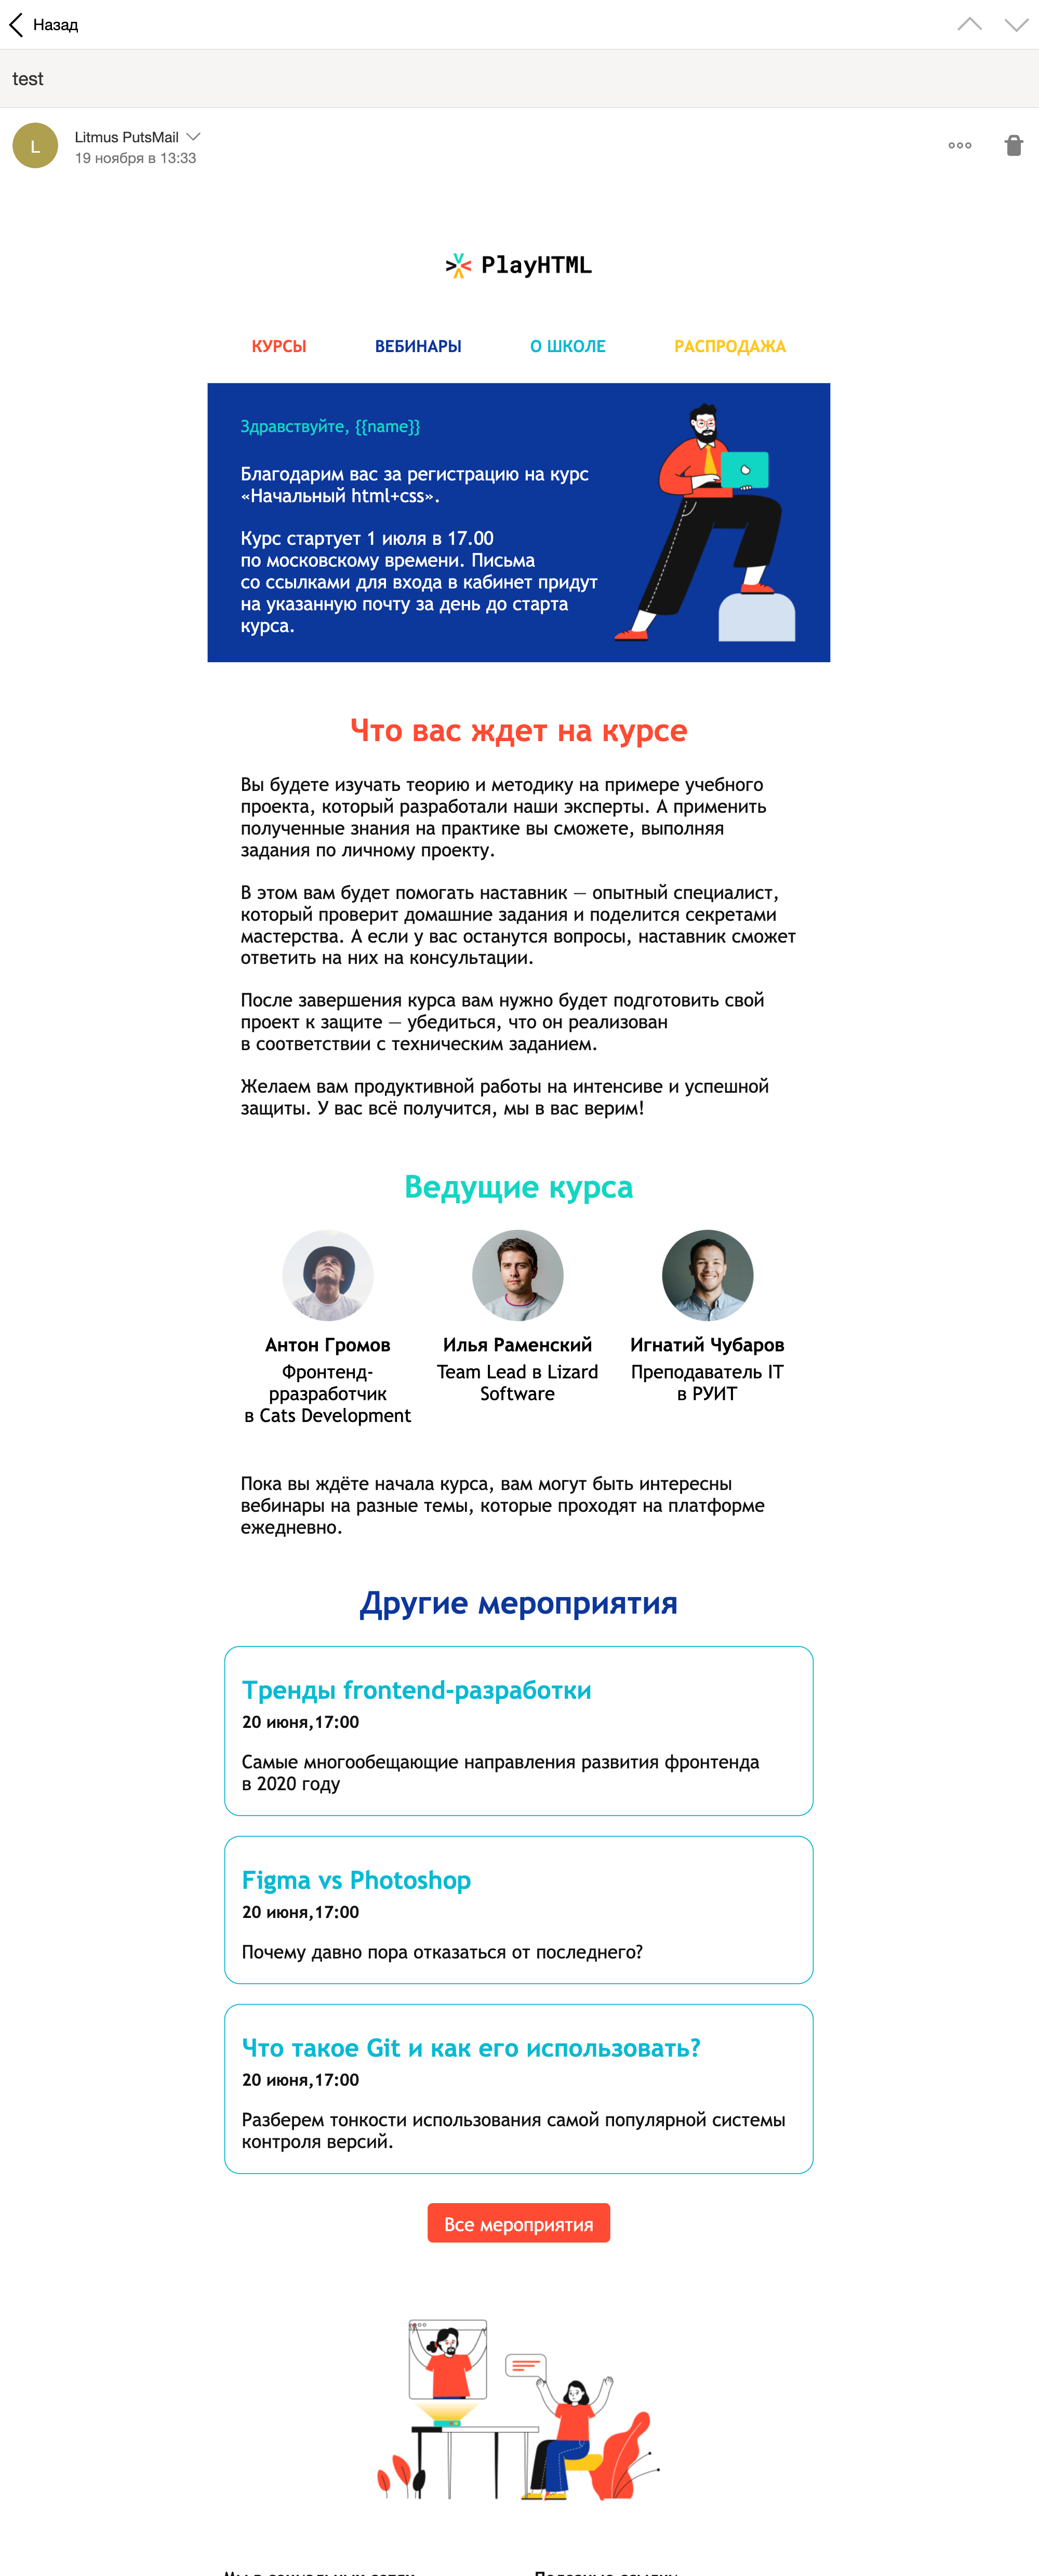 Назад
test
L
Litmus PutsMail
19 ноября в 13:33
PlayHTML
КУРСЫ ВЕБИНАРЫ О ШКОЛЕ РАСПРОДАЖА
Здравствуйте, {{name}}
Благодарим вас за регистрацию на курс
«Начальный html+css».
Курс стартует 1 июля в 17.00
по московскому времени. Письма
со ссылками для входа в кабинет придут
на указанную почту за день до старта
курса.
Что вас ждет на курсе
Вы будете изучать теорию и методику на примере учебного
проекта, который разработали наши эксперты. А применить
полученные знания на практике вы сможете, выполняя
задания по личному проекту.
В этом вам будет помогать наставник — опытный специалист,
который проверит домашние задания и поделится секретами
мастерства. А если у вас останутся вопросы, наставник сможет
ответить на них на консультации.
После завершения курса вам нужно будет подготовить свой
проект к защите — убедиться, что он реализован
в соответствии с техническим заданием.
Желаем вам продуктивной работы на интенсиве и успешной
защиты. У вас всё получится, мы в вас верим!
Ведущие курса
Антон Громов
Фронтенд-
рразработчик
в Cats Development
Илья Раменский
Team Lead в Lizard
Software
Игнатий Чубаров
Преподаватель IT
в РУИТ
Пока вы ждёте начала курса, вам могут быть интересны
вебинары на разные темы, которые проходят на платформе
ежедневно.
Другие мероприятия
Тренды frontend-разработки
20 июня,17:00
Самые многообещающие направления развития фронтенда
в 2020 году
Figma vs Photoshop
20 июня,17:00
Почему давно пора отказаться от последнего?
Что такое Git и как его использовать?
20 июня,17:00
Разберем тонкости использования самой популярной системы
контроля версий.
Все мероприятия